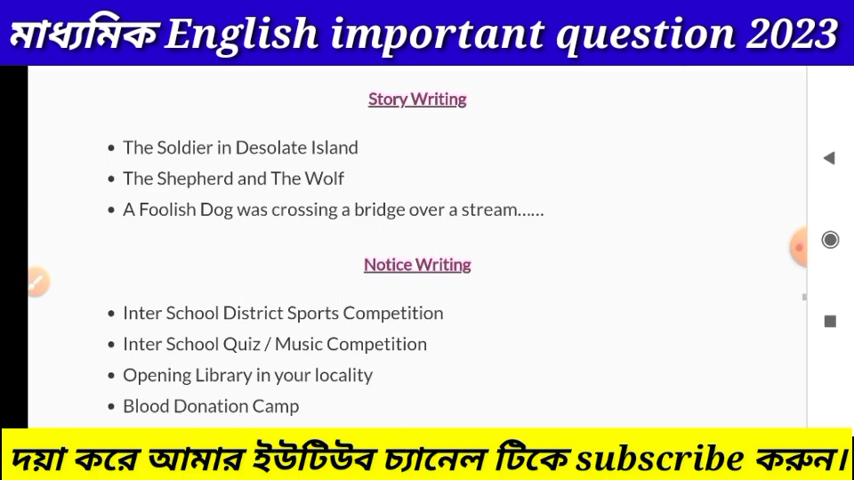 মাধ্যমিক English important question 2023
Story Writing
• The Soldier in Desolate Island
• The Shepherd and The Wolf
• A Foolish Dog was crossing a bridge over a stream......
Notice Writing
• Inter School District Sports Competition
• Inter School Quiz / Music Competition
• Opening Library in your locality
• Blood Donation Camp
দয়া করে আমার ইউটিউব চ্যানেল টিকে subscribe করুন।